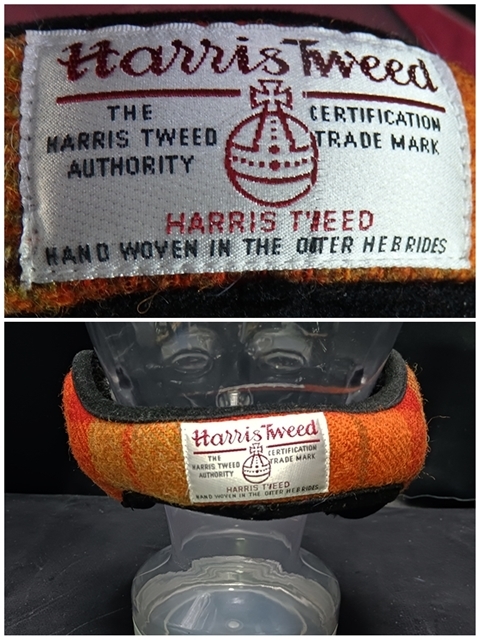 Harris Tweed
THE
HARRIS TWEED
AUTHORITY
CERTIFICATION
TRADE MARK
HARRIS TWEED
HAND WOVEN IN THE OUTER HEBRIDES
Harris Tweed
THE
HARRIS TWEED
AUTHORITY
CERTIFICATION
TRADE MARK
HARRIS TWEED
HAND WOVEN IN THE OUTER HEBRIDES